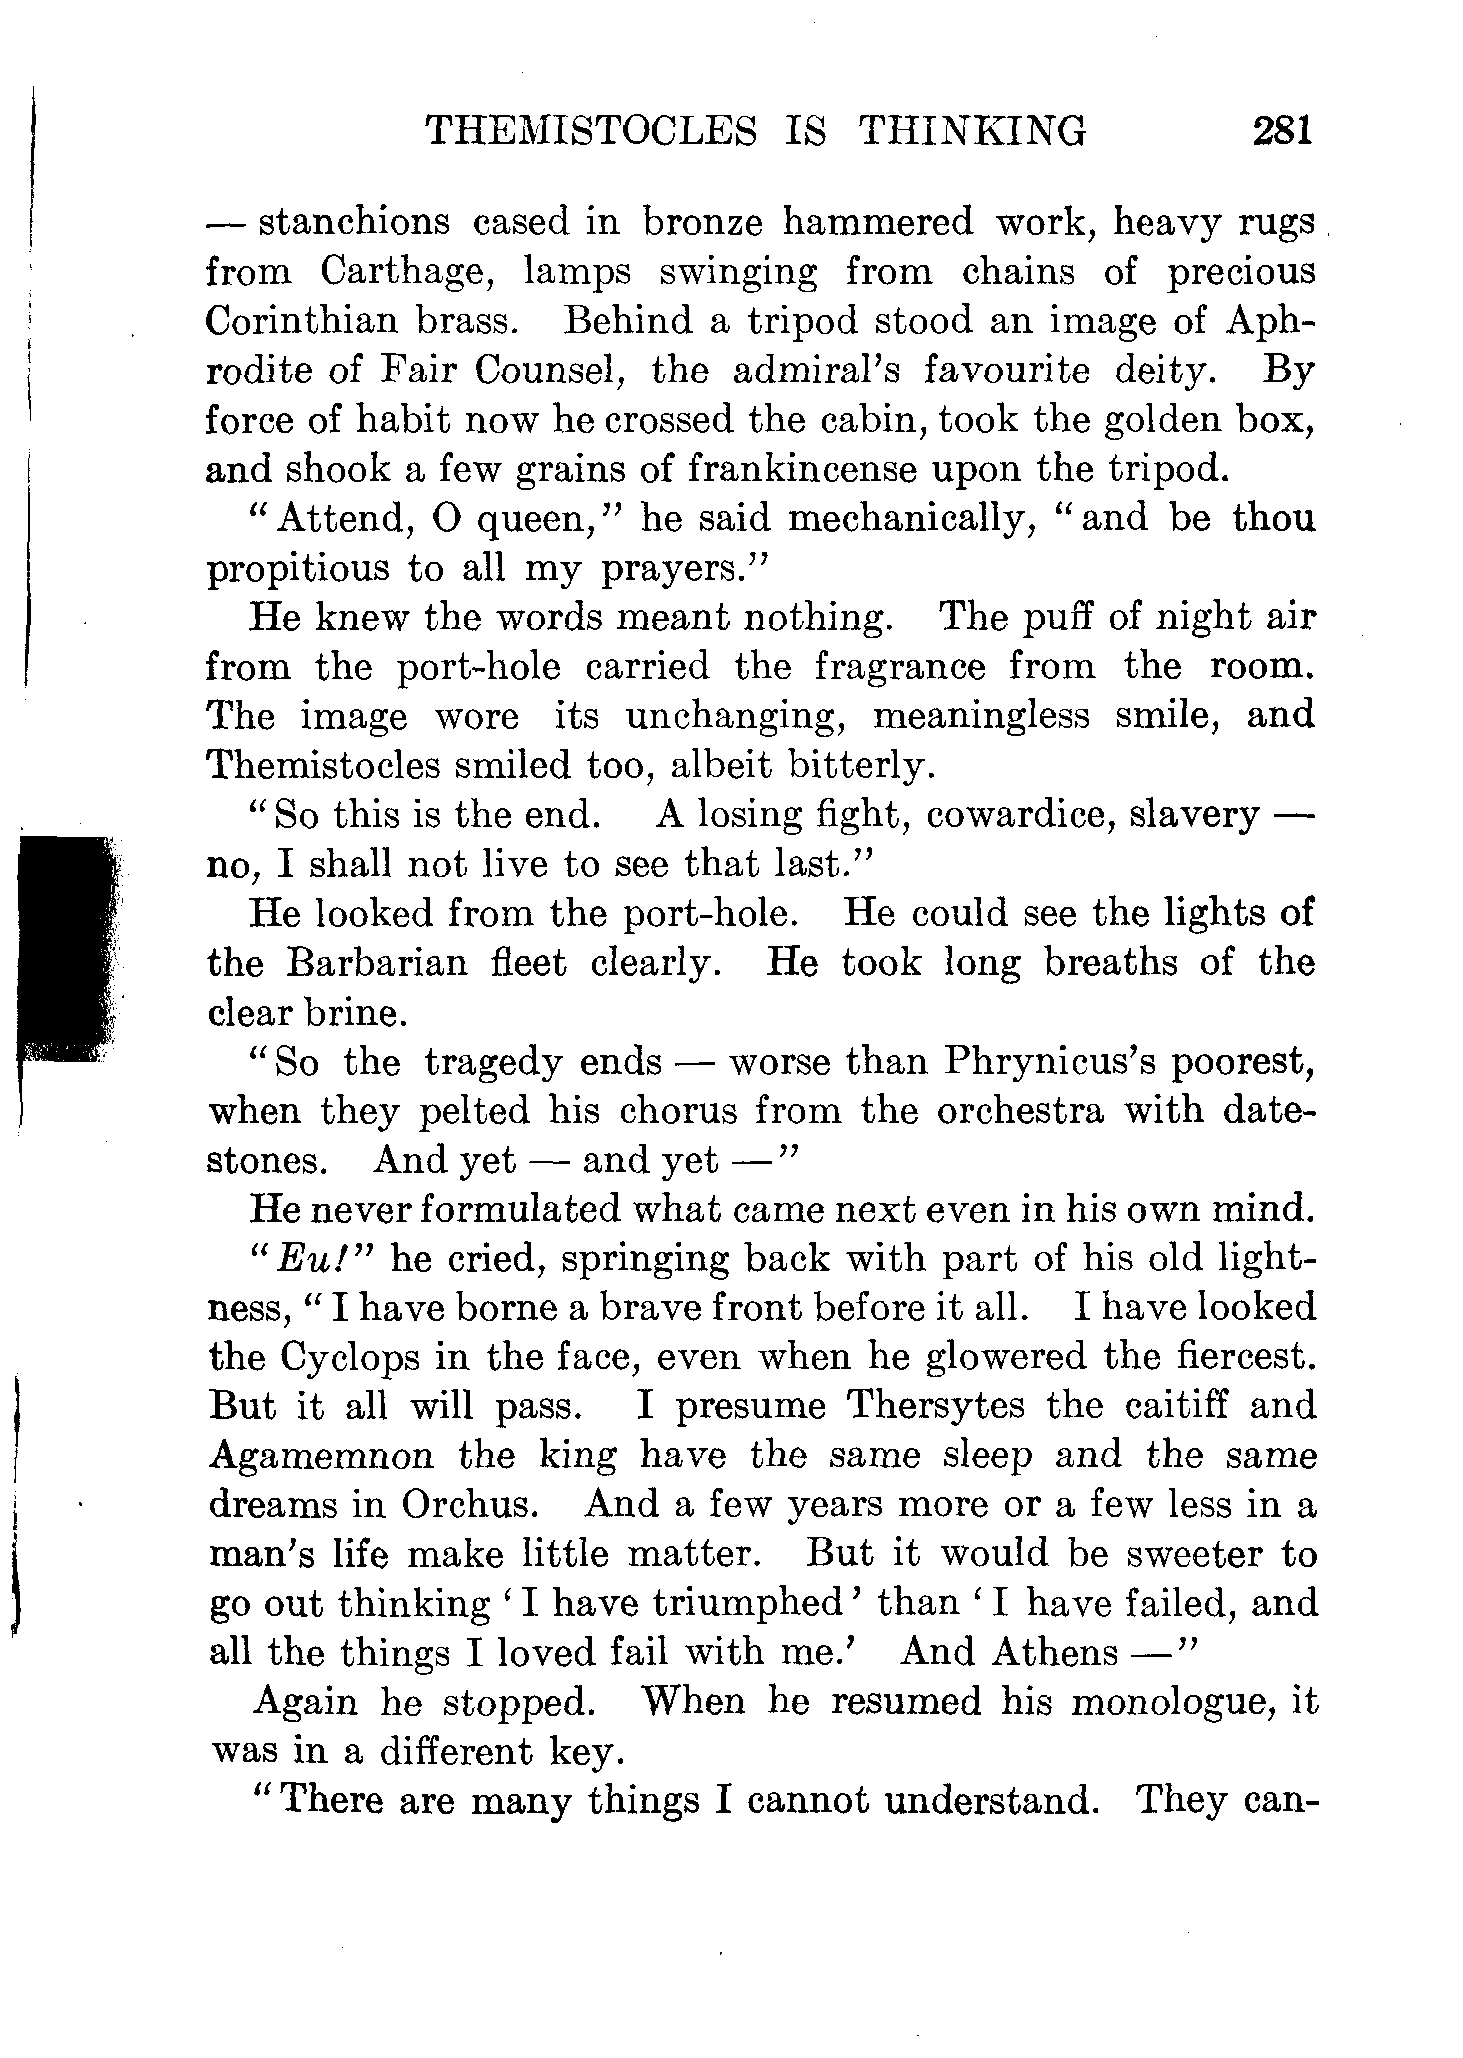 THEMISTOCLES IS THINKING 281
— stanchions cased in bronze hammered work, heavy rugs
from Carthage, lamps swinging from chains of precious
Corinthian brass. Behind a tripod stood an image of Aph-
rodite of Fair Counsel, the admiral's favourite deity. By
force of habit now he crossed the cabin, took the golden box,
and shook a few grains of frankincense upon the tripod.
"Attend, O queen," he said mechanically, "and be thou
propitious to all my prayers."
He knew the words meant nothing. The puff of night air
from the port-hole carried the fragrance from the room.
The image wore its unchanging, meaningless smile, and
Themistocles smiled too, albeit bitterly.
"So this is the end. A losing fight, cowardice, slavery —
no, I shall not live to see that last."
He looked from the port-hole. He could see the lights of
the Barbarian fleet clearly. He took long breaths of the
clear brine.
"So the tragedy ends — worse than Phrynicus's poorest,
when they pelted his chorus from the orchestra with date-
stones. And yet — and yet —"
He never formulated what came next even in his own mind.
"Eu!" he cried, springing back with part of his old light-
ness, "I have borne a brave front before it all. I have looked
the Cyclops in the face, even when he glowered the fiercest.
But it all will pass. I presume Thersytes the caitiff and
Agamemnon the king have the same sleep and the same
dreams in Orchus. And a few years more or a few less in a
man's life make little matter. But it would be sweeter to
go out thinking 'I have triumphed' than 'I have failed, and
all the things I loved fail with me.' And Athens —"
Again he stopped. When he resumed his monologue, it
was in a different key.
"There are many things I cannot understand. They can-